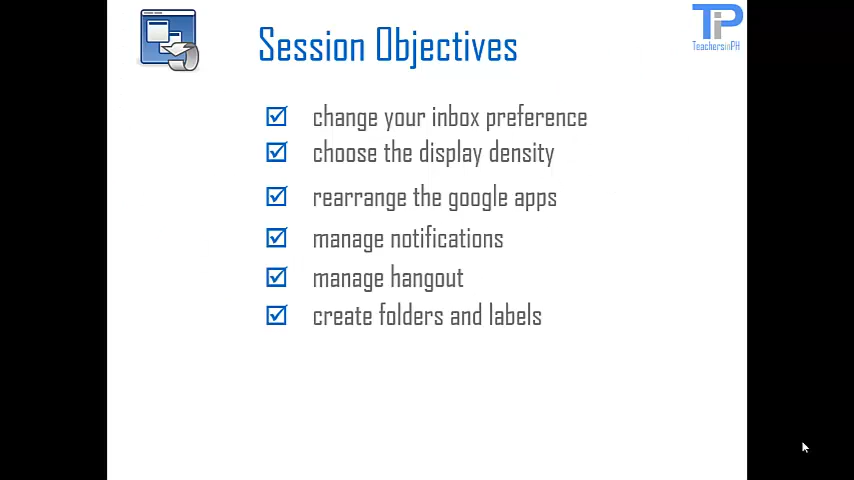 Session Objectives
TiP
TeachersinPH
change your inbox preference
choose the display density
rearrange the google apps
manage notifications
manage hangout
create folders and labels